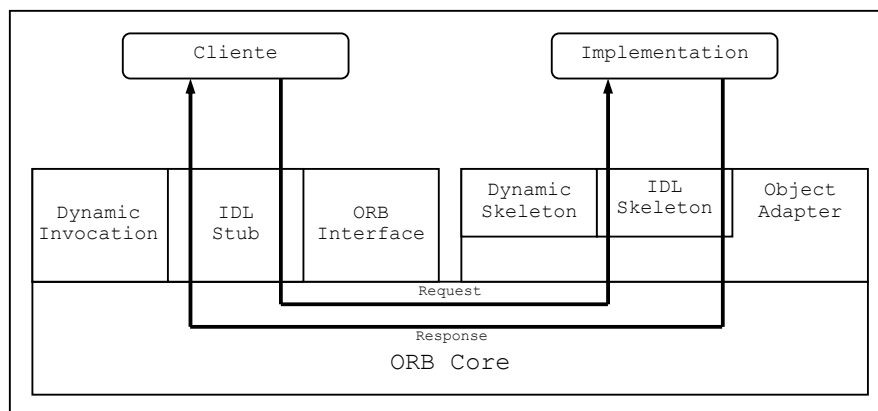 Cliente
Implementation
Dynamic
Invocation
IDL
Stub
ORB
Interface
Dynamic
Skeleton
IDL
Skeleton
Object
Adapter
Request
Response
ORB Core